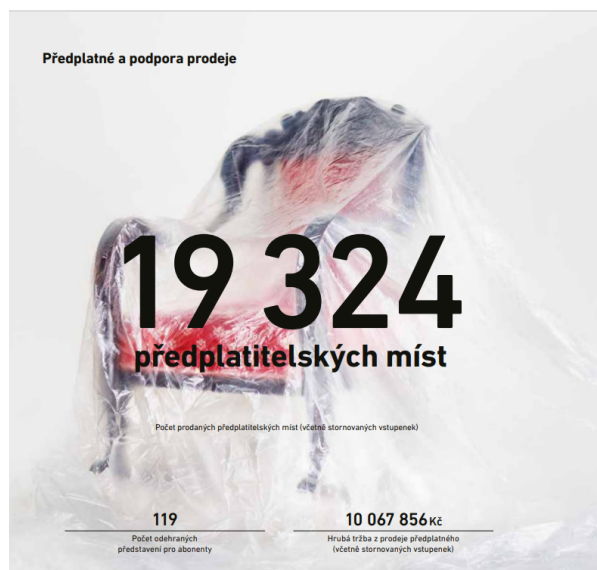 Předplatné a podpora prodeje
19 324
předplatitelských míst
Počet prodaných předplatitelských míst (včetně stornovaných vstupenek)
119
Počet odehraných
představení pro abonenty
10 067 856 Kč
Hrubá tržba z prodeje předplatného
(včetně stornovaných vstupenek)